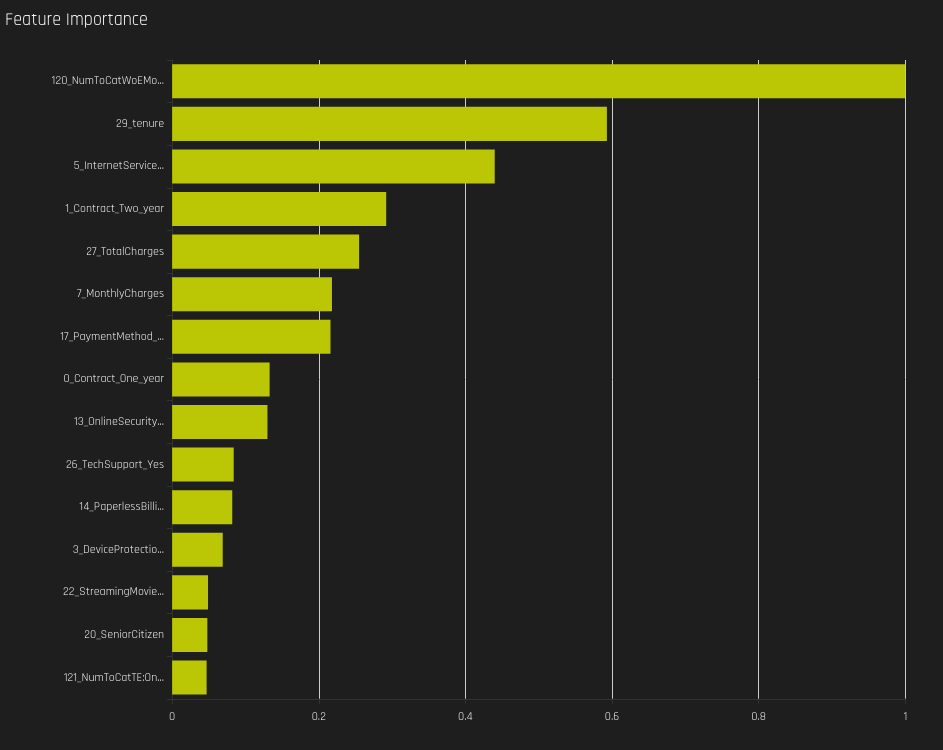 Feature Importance
120_NumToCatWoEMo...
29_tenure
5_InternetService...
1_Contract_Two_year
27_TotalCharges
7_MonthlyCharges
17_PaymentMethod_...
0_Contract_One_year
13_OnlineSecurity...
26_TechSupport_Yes
14_PaperlessBilli...
3_DeviceProtectio...
22_StreamingMovie...
20_SeniorCitizen
121_NumToCatTE:On...
0 0.2 0.4 0.6 0.8 1